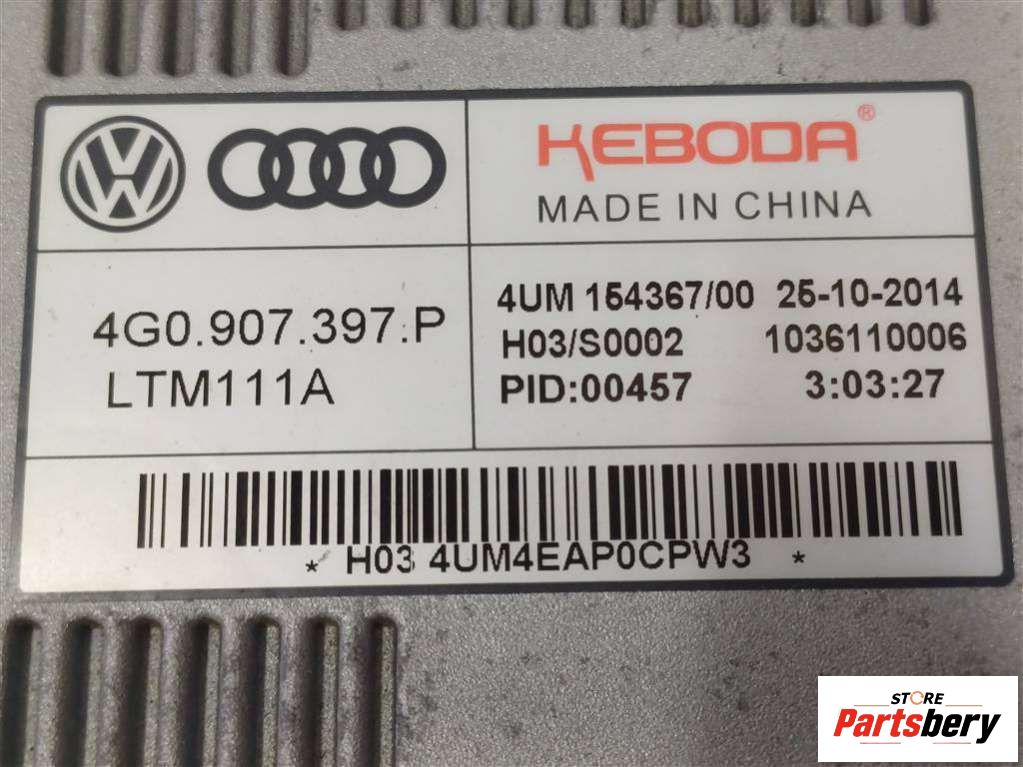 VW
KEBODA®
MADE IN CHINA
4G0.907.397.P
LTM111A
4UM 154367/00 25-10-2014
H03/S0002 1036110006
PID:00457 3:03:27
* H03 4UM4EAP0CPW3 *
STORE
Partsbery